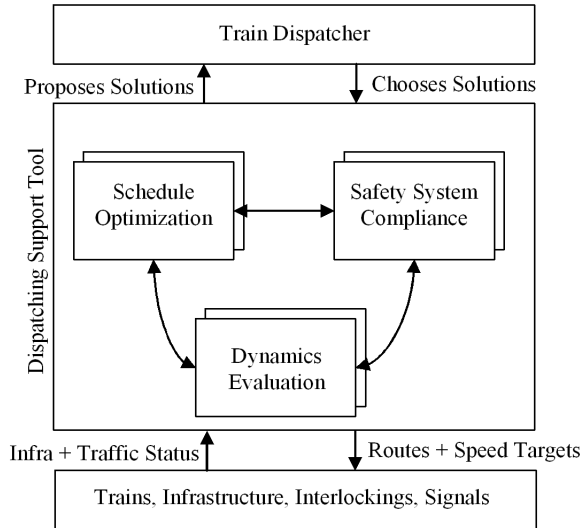 Train Dispatcher
Proposes Solutions
Chooses Solutions
Dispatching Support Tool
Schedule
Optimization
Safety System
Compliance
Dynamics
Evaluation
Infra + Traffic Status
Routes + Speed Targets
Trains, Infrastructure, Interlockings, Signals